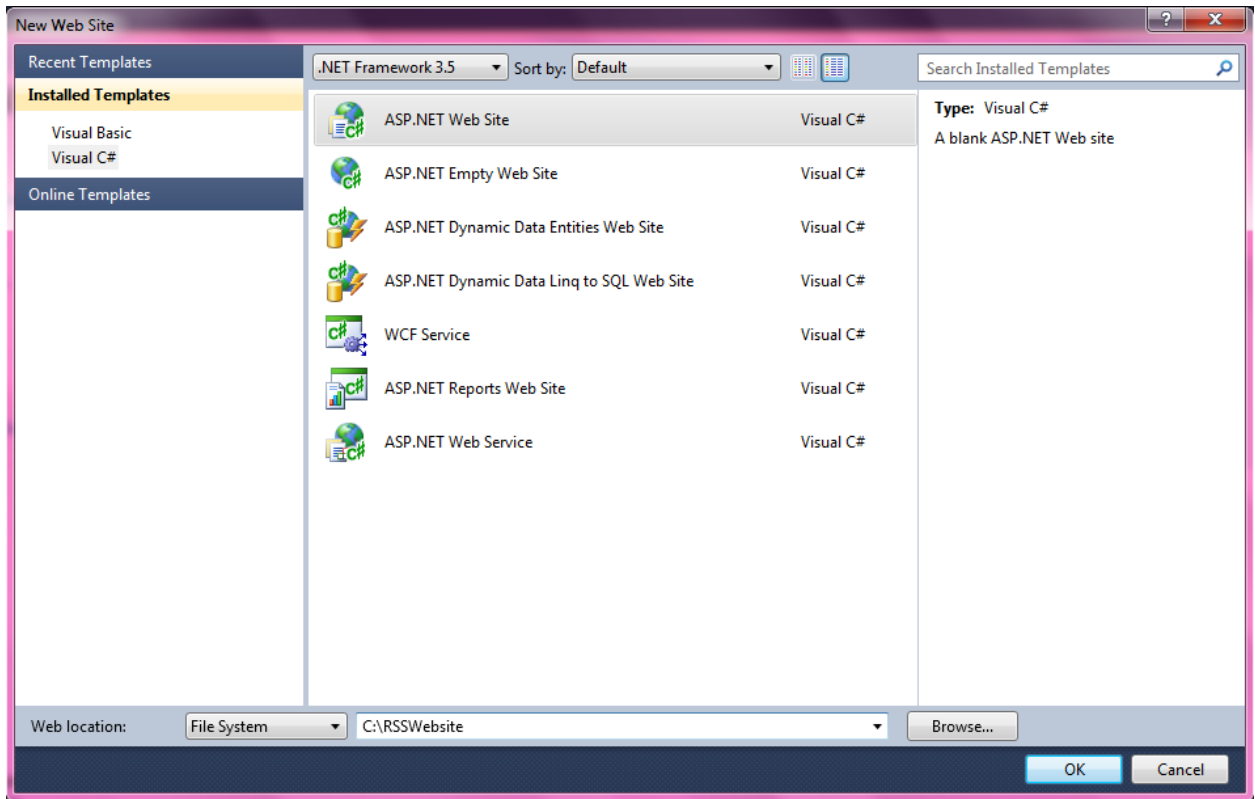 New Web Site
Recent Templates
Installed Templates
Visual Basic
Visual C#
Online Templates
.NET Framework 3.5 Sort by: Default
ASP.NET Web Site Visual C#
ASP.NET Empty Web Site Visual C#
ASP.NET Dynamic Data Entities Web Site Visual C#
ASP.NET Dynamic Data Linq to SQL Web Site Visual C#
WCF Service Visual C#
ASP.NET Reports Web Site Visual C#
ASP.NET Web Service Visual C#
Search Installed Templates
Type: Visual C#
A blank ASP.NET Web site
Web location: File System C:\RSSWebsite Browse...
OK Cancel